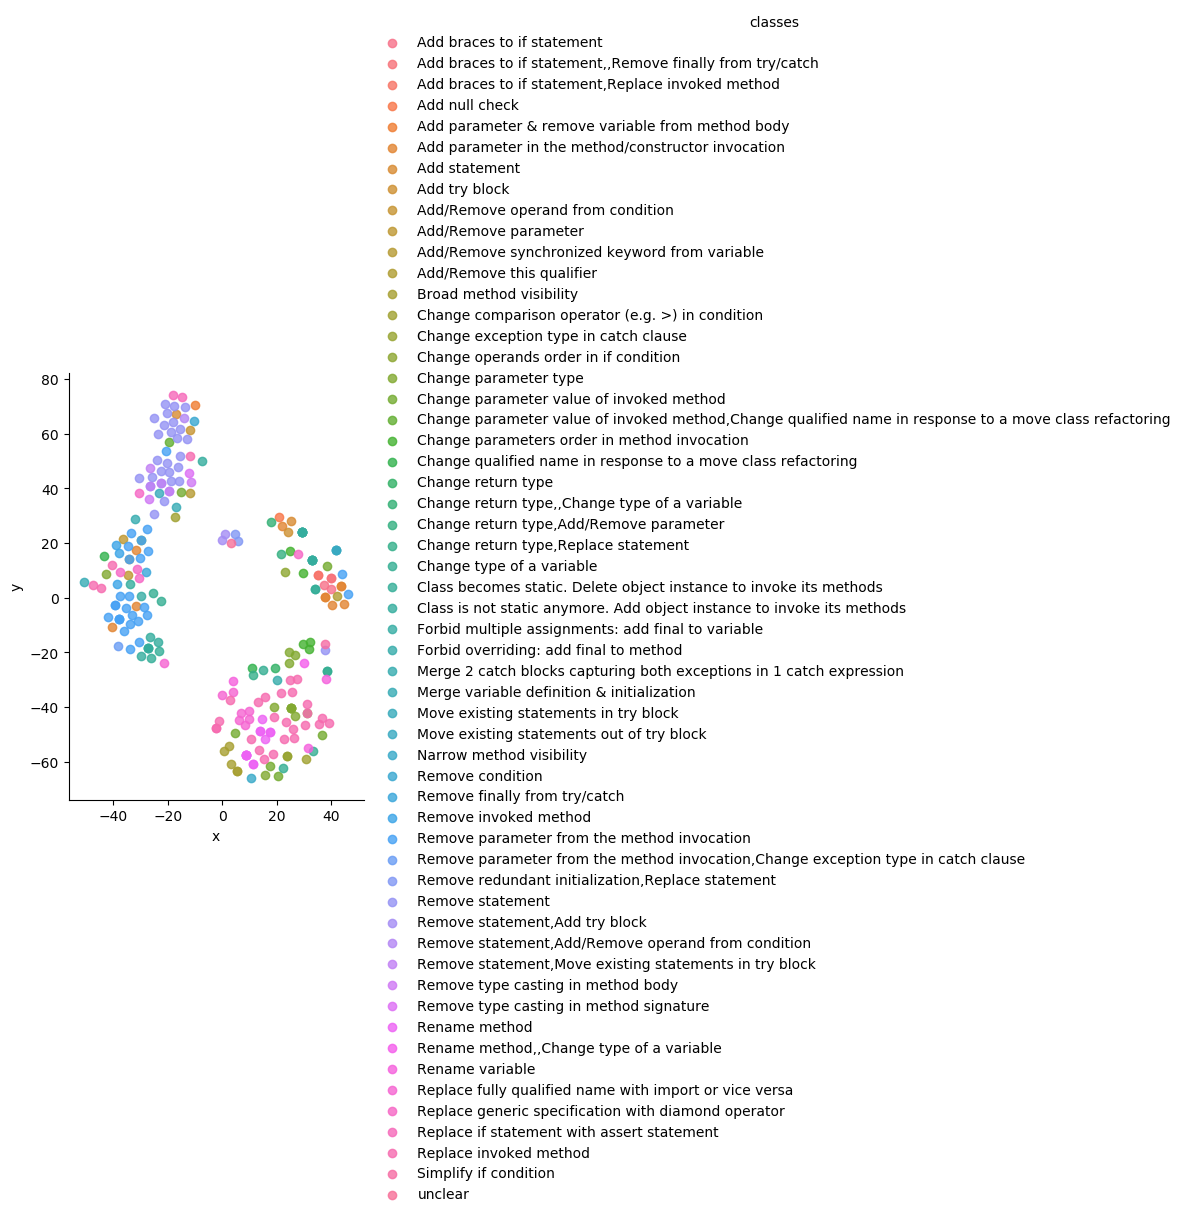 classes
Add braces to if statement
Add braces to if statement,,Remove finally from try/catch
Add braces to if statement,Replace invoked method
Add null check
Add parameter & remove variable from method body
Add parameter in the method/constructor invocation
Add statement
Add try block
Add/Remove operand from condition
Add/Remove parameter
Add/Remove synchronized keyword from variable
Add/Remove this qualifier
Broad method visibility
Change comparison operator (e.g. >) in condition
Change exception type in catch clause
Change operands order in if condition
Change parameter type
Change parameter value of invoked method
Change parameter value of invoked method,Change qualified name in response to a move class refactoring
Change parameters order in method invocation
Change qualified name in response to a move class refactoring
Change return type
Change return type,,Change type of a variable
Change return type,Add/Remove parameter
Change return type,Replace statement
Change type of a variable
Class becomes static. Delete object instance to invoke its methods
Class is not static anymore. Add object instance to invoke its methods
Forbid multiple assignments: add final to variable
Forbid overriding: add final to method
Merge 2 catch blocks capturing both exceptions in 1 catch expression
Merge variable definition & initialization
Move existing statements in try block
Move existing statements out of try block
Narrow method visibility
Remove condition
Remove finally from try/catch
Remove invoked method
Remove parameter from the method invocation
Remove parameter from the method invocation,Change exception type in catch clause
Remove redundant initialization,Replace statement
Remove statement
Remove statement,Add try block
Remove statement,Add/Remove operand from condition
Remove statement,Move existing statements in try block
Remove type casting in method body
Remove type casting in method signature
Rename method
Rename method,,Change type of a variable
Rename variable
Replace fully qualified name with import or vice versa
Replace generic specification with diamond operator
Replace if statement with assert statement
Replace invoked method
Simplify if condition
unclear
80
60
40
20
0
−20
−40
−60
y
−40 −20 0 20 40
x